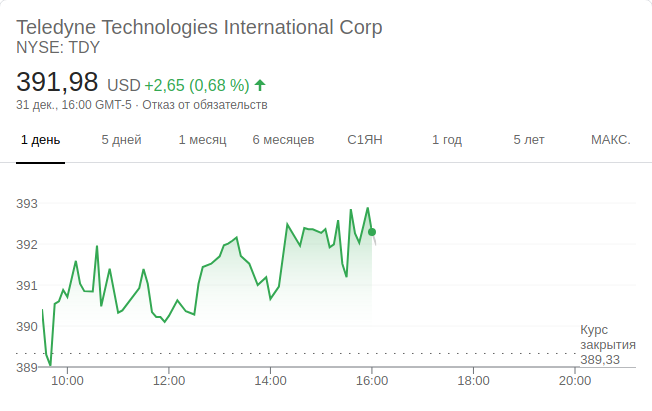 Teledyne Technologies International Corp
NYSE: TDY
391,98 USD +2,65 (0,68 %)
31 дек., 16:00 GMT-5 · Отказ от обязательств
1 день 5 дней 1 месяц 6 месяцев С1ЯН 1 год 5 лет МАКС.
393
392
391
390
Курс
закрытия
389,33
389
10:00 12:00 14:00 16:00 18:00 20:00